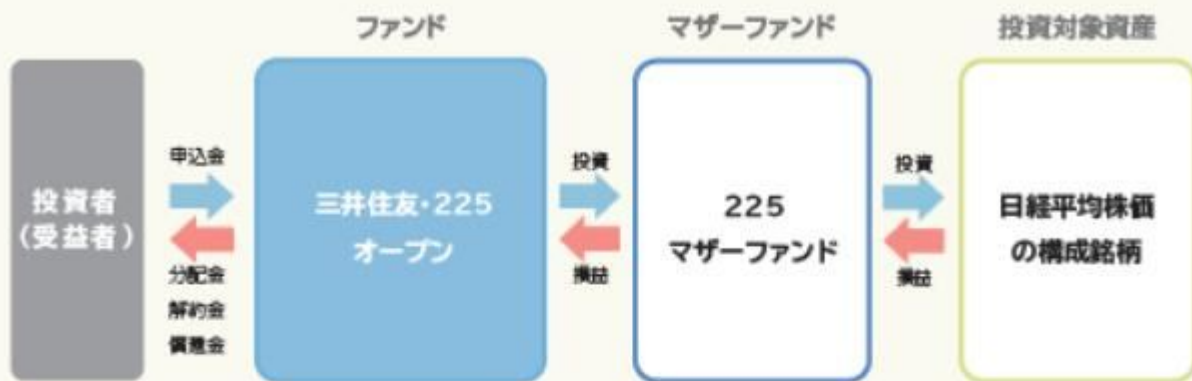 ファンド
マザーファンド
投資対象資産
投資者
(受益者)
申込金
分配金
解約金
償還金
三井住友・225
オープン
投資
損益
225
マザーファンド
投資
損益
日経平均株価
の構成銘柄